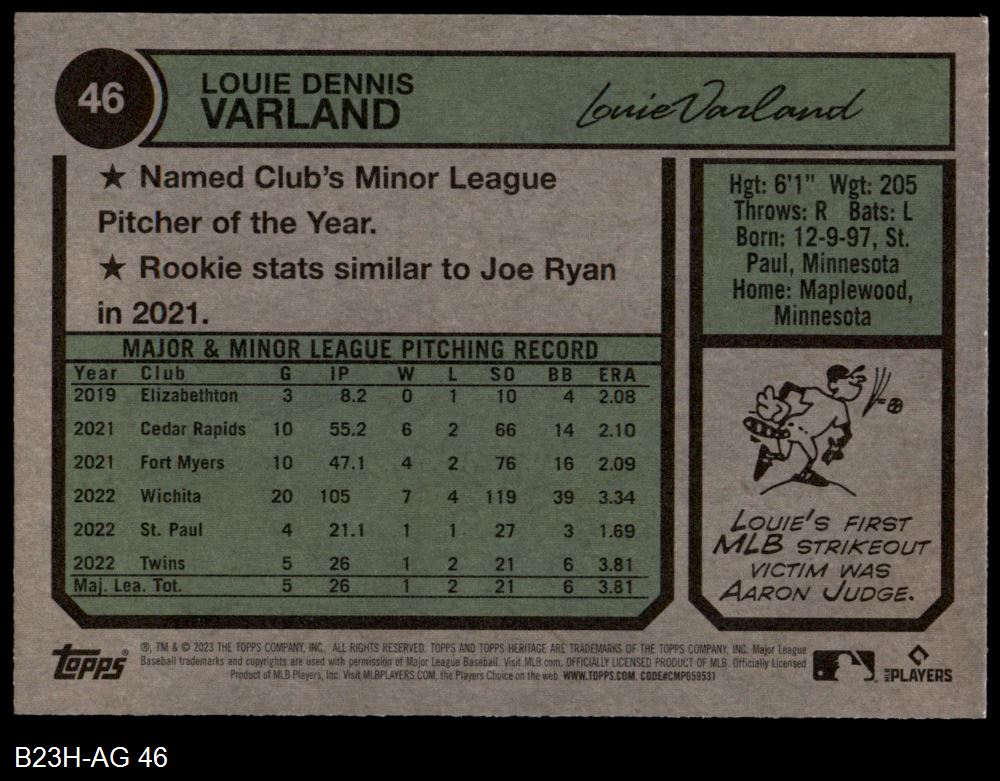 46
LOUIE DENNIS
VARLAND
Louie Varland
★ Named Club's Minor League
Pitcher of the Year.
★ Rookie stats similar to Joe Ryan
in 2021.
Hgt: 6'1" Wgt: 205
Throws: R Bats: L
Born: 12-9-97, St.
Paul, Minnesota
Home: Maplewood,
Minnesota
MAJOR & MINOR LEAGUE PITCHING RECORD
Year Club G IP W L SO BB ERA
2019 Elizabethton 3 8.2 0 1 10 4 2.08
2021 Cedar Rapids 10 55.2 6 2 66 14 2.10
2021 Fort Myers 10 47.1 4 2 76 16 2.09
2022 Wichita 20 105 7 4 119 39 3.34
2022 St. Paul 4 21.1 1 1 27 3 1.69
2022 Twins 5 26 1 2 21 6 3.81
Maj. Lea. Tot. 5 26 1 2 21 6 3.81
LOUIE'S FIRST
MLB STRIKEOUT
VICTIM WAS
AARON JUDGE.
topps®
®, TM & © 2023 THE TOPPS COMPANY, INC. ALL RIGHTS RESERVED. TOPPS AND TOPPS HERITAGE ARE TRADEMARKS OF THE TOPPS COMPANY, INC. Major League
Baseball trademarks and copyrights are used with permission of Major League Baseball. Visit MLB.com. OFFICIALLY LICENSED PRODUCT OF MLB. Officially Licensed
Product of MLB Players, Inc. Visit MLBPLAYERS.COM, the Players Choice on the web. WWW.TOPPS.COM. CODE#CMP059531
MLB PLAYERS
B23H-AG 46